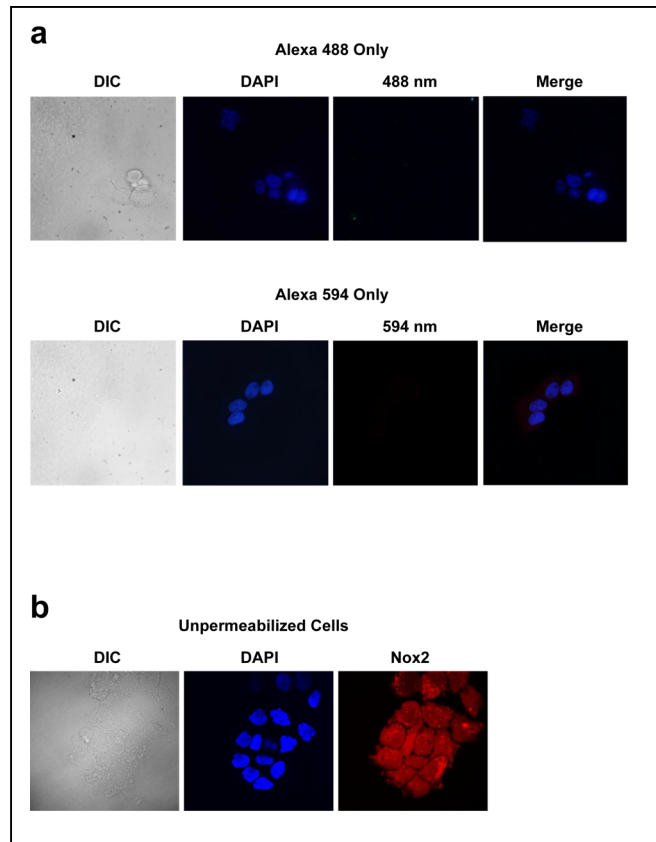 a
Alexa 488 Only
DIC DAPI 488 nm Merge
Alexa 594 Only
DIC DAPI 594 nm Merge
b
Unpermeabilized Cells
DIC DAPI Nox2